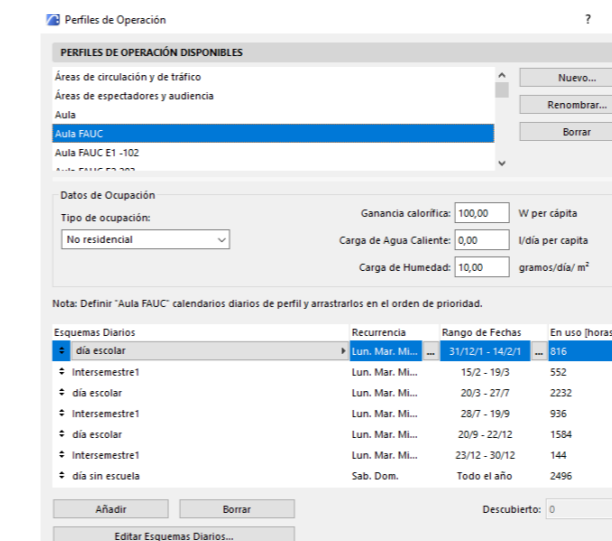 Perfiles de Operación ?
PERFILES DE OPERACIÓN DISPONIBLES
Áreas de circulación y de tráfico
Nuevo...
Áreas de espectadores y audiencia
Renombrar...
Aula
Aula FAUC
Borrar
Aula FAUC E1 -102
Datos de Ocupación
Tipo de ocupación:
No residencial
Ganancia calorífica: 100,00 W per cápita
Carga de Agua Caliente: 0,00 l/día per capita
Carga de Humedad: 10,00 gramos/día/ m²
Nota: Definir "Aula FAUC" calendarios diarios de perfil y arrastrarlos en el orden de prioridad.
Esquemas Diarios Recurrencia Rango de Fechas En uso [horas
día escolar Lun. Mar. Mi... ... 31/12/1 - 14/2/1 ... 816
Intersemestre1 Lun. Mar. Mi... 15/2 - 19/3 552
día escolar Lun. Mar. Mi... 20/3 - 27/7 2232
Intersemestre1 Lun. Mar. Mi... 28/7 - 19/9 936
día escolar Lun. Mar. Mi... 20/9 - 22/12 1584
Intersemestre1 Lun. Mar. Mi... 23/12 - 30/12 144
día sin escuela Sab. Dom. Todo el año 2496
Añadir Borrar Descubierto: 0
Editar Esquemas Diarios...